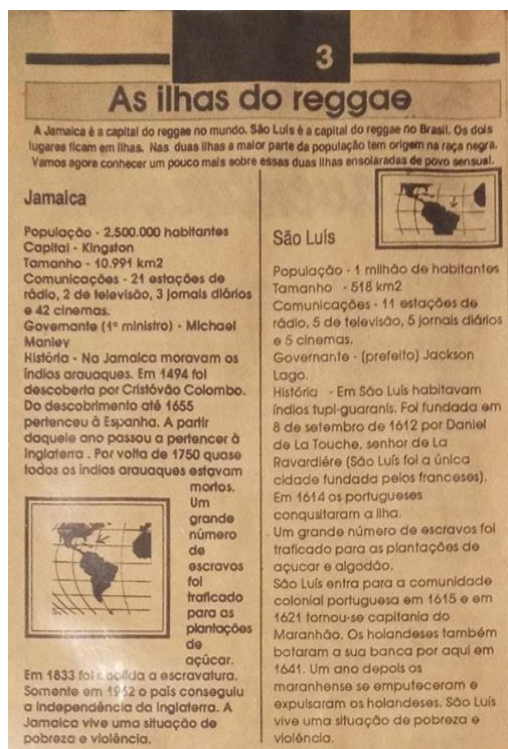 3
As ilhas do reggae
A Jamaica é a capital do reggae no mundo. São Luís é a capital do reggae no Brasil. Os dois
lugares ficam em ilhas. Nas duas ilhas a maior parte da população tem origem na raça negra.
Vamos agora conhecer um pouco mais sobre essas duas ilhas ensolaradas de povo sensual.
Jamaica
População - 2.500.000 habitantes
Capital - Kingston
Tamanho - 10.991 km2
Comunicações - 21 estações de
rádio, 2 de televisão, 3 jornais diários
e 42 cinemas.
Governante (1º ministro) - Michael
Manley
História - Na Jamaica moravam os
índios arauaques. Em 1494 foi
descoberta por Cristóvão Colombo.
Do descobrimento até 1655
pertenceu à Espanha. A partir
daquele ano passou a pertencer à
Inglaterra . Por volta de 1750 quase
todos os índios arauaques estavam
mortos.
Um
grande
número
de
escravos
foi
traficado
para as
plantações
de
açúcar.
Em 1833 foi abolida a escravatura.
Somente em 1962 o país conseguiu
a independência da Inglaterra. A
Jamaica vive uma situação de
pobreza e violência.
São Luís
População - 1 milhão de habitantes
Tamanho - 518 km2
Comunicações - 11 estações de
rádio, 5 de televisão, 5 jornais diários
e 5 cinemas.
Governante - (prefeito) Jackson
Lago.
História - Em São Luís habitavam
índios tupi-guaranis. Foi fundada em
8 de setembro de 1612 por Daniel
de La Touche, senhor de La
Ravardiére (São Luís foi a única
cidade fundada pelos franceses).
Em 1614 os portugueses
conqusitaram a ilha.
Um grande número de escravos foi
traficado para as plantações de
açucar e algodão.
São Luís entra para a comunidade
colonial portuguesa em 1615 e em
1621 tornou-se capitania do
Maranhão. Os holandeses também
botaram a sua banca por aqui em
1641. Um ano depois os
maranhense se emputeceram e
expulsaram os holandeses. São Luís
vive uma situação de pobreza e
violência.